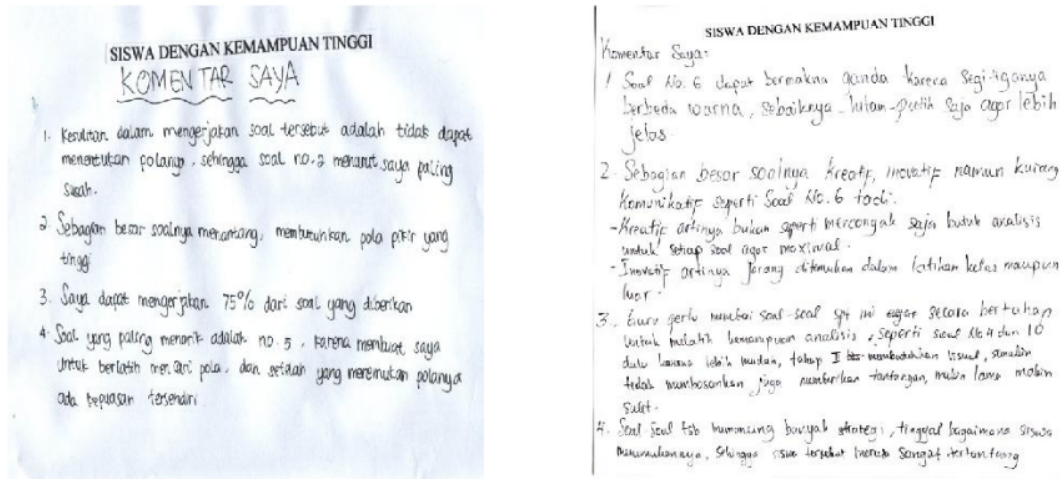 SISWA DENGAN KEMAMPUAN TINGGI
KOMENTAR SAYA
1. Kesulitan dalam mengerjakan soal tersebut adalah tidak dapat
menentukan polanya, sehingga soal no.2 menurut saya paling
susah.
2. Sebagian besar soalnya menantang, membutuhkan pola pikir yang
tinggi
3. Saya dapat mengerjakan 75% dari soal yang diberikan
4. Soal yang paling menarik adalah no. 5, karena membuat saya
untuk berlatih mencari pola, dan setelah yang menemukan polanya
ada kepuasan tersendiri
SISWA DENGAN KEMAMPUAN TINGGI
Komentar Saya:
1 Soal No. 6 dapat bermakna ganda karena segi-tiganya
berbeda warna, sebaiknya hitam-putih saja agar lebih
jelas.
2. Sebagian besar soalnya kreatif, inovatif namun kurang
komunikatif seperti Soal No. 6 tadi.
- Kreatif artinya bukan seperti mencongak saja butuh analisis
untuk setiap soal agar maximal.
- Inovatif artinya jarang ditemukan dalam latihan kelas maupun
luar.
3. Guru perlu memberi soal-soal spt ini agar secara bertahap
untuk melatih kemampuan analisis, seperti soal No 4 dan 10
dulu karena lebih mudah, tahap I visual, semakin
tidak membosankan juga memberikan tantangan, makin lama makin
sulit.
4. Soal-Soal tsb memancing banyak strategi, tinggal bagaimana siswa
menemukannya, sehingga siswa tersebut merasa sangat tertantang